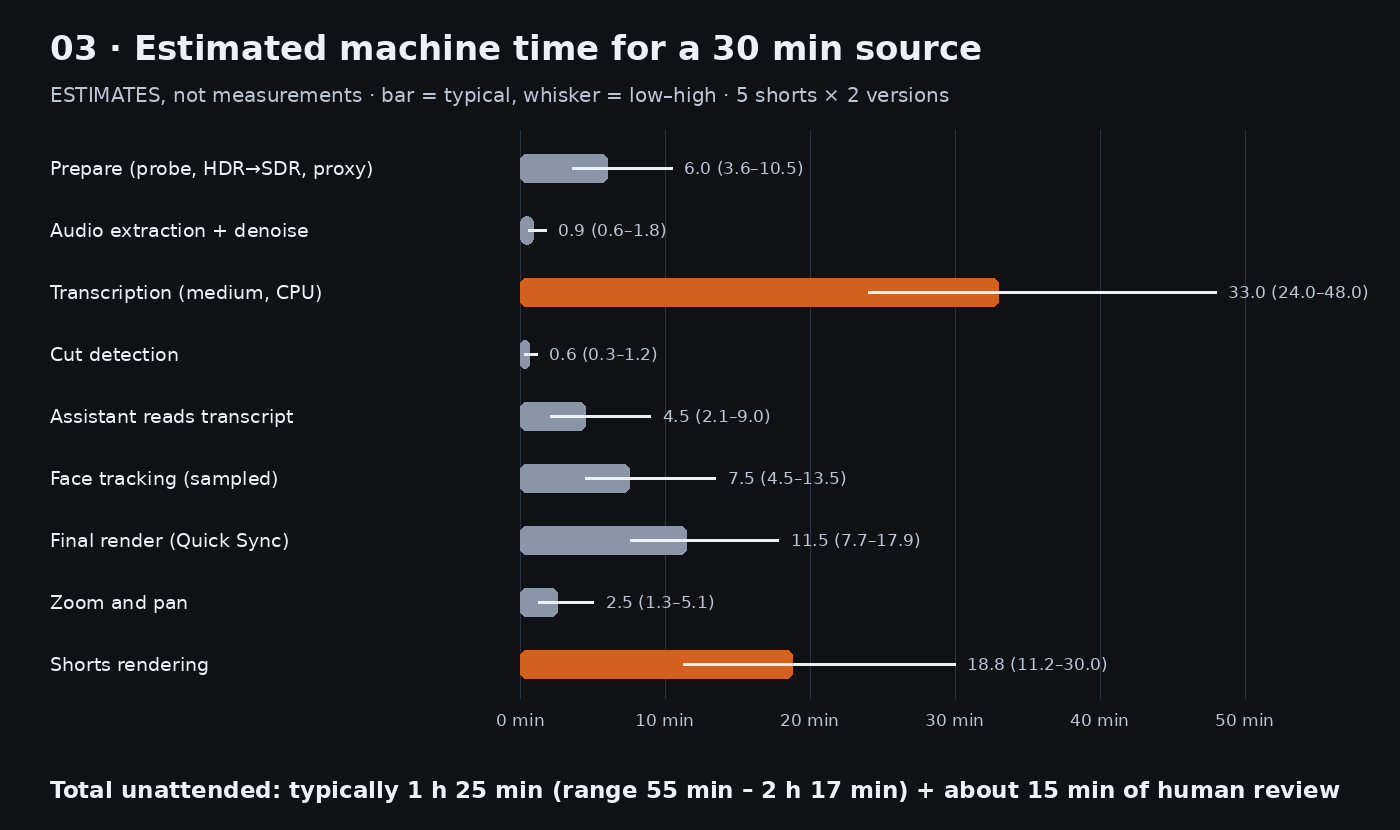 03 · Estimated machine time for a 30 min source
ESTIMATES, not measurements · bar = typical, whisker = low–high · 5 shorts × 2 versions
Prepare (probe, HDR→SDR, proxy) 6.0 (3.6–10.5)
Audio extraction + denoise 0.9 (0.6–1.8)
Transcription (medium, CPU) 33.0 (24.0–48.0)
Cut detection 0.6 (0.3–1.2)
Assistant reads transcript 4.5 (2.1–9.0)
Face tracking (sampled) 7.5 (4.5–13.5)
Final render (Quick Sync) 11.5 (7.7–17.9)
Zoom and pan 2.5 (1.3–5.1)
Shorts rendering 18.8 (11.2–30.0)
0 min 10 min 20 min 30 min 40 min 50 min
Total unattended: typically 1 h 25 min (range 55 min – 2 h 17 min) + about 15 min of human review